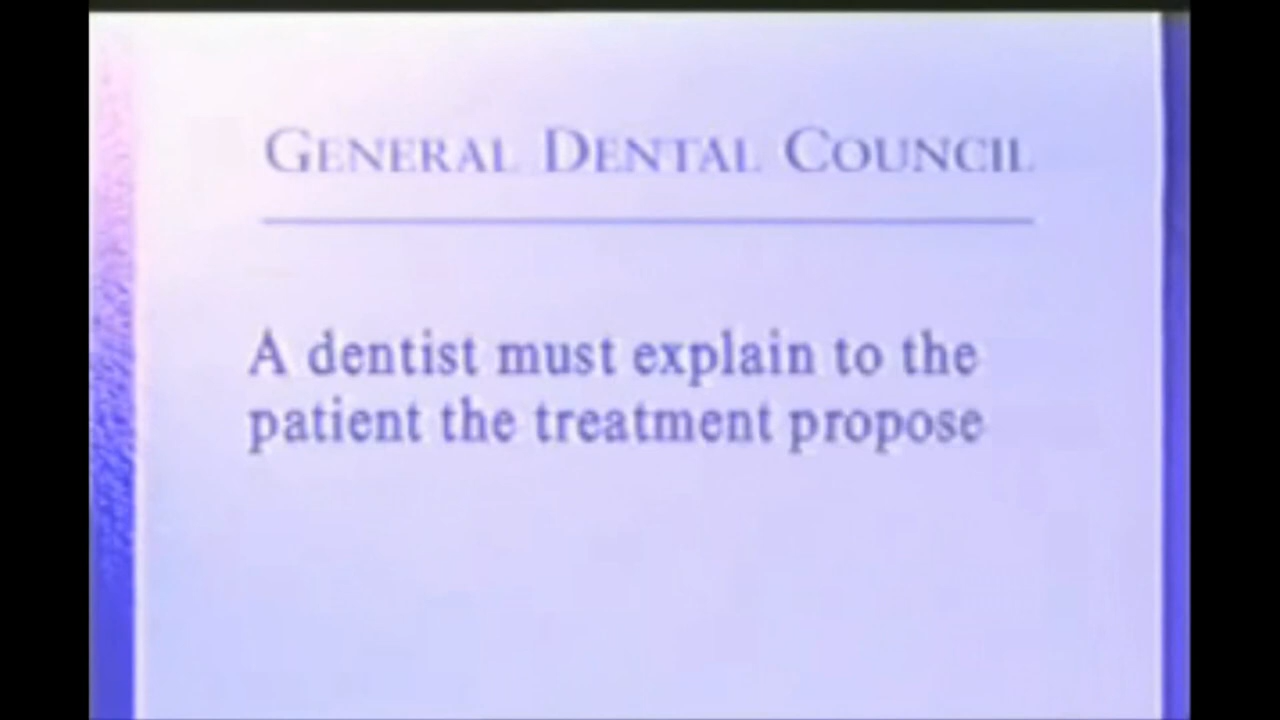 GENERAL DENTAL COUNCIL
A dentist must explain to the
patient the treatment propose